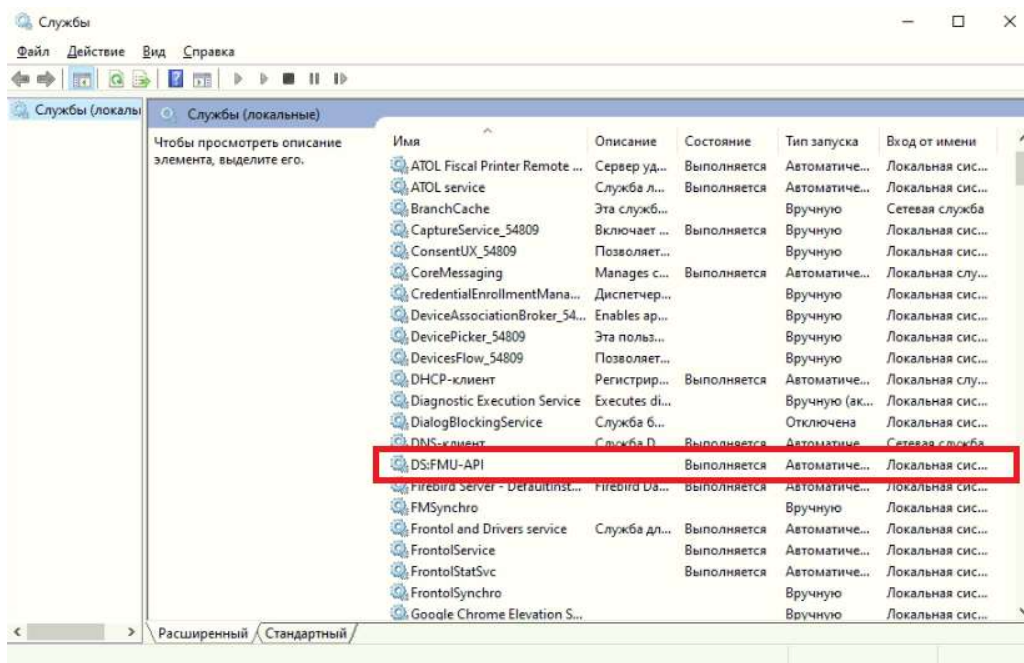 Службы
Файл Действие Вид Справка
Службы (локалы
Службы (локальные)
Чтобы просмотреть описание
элемента, выделите его.
Имя Описание Состояние Тип запуска Вход от имени
ATOL Fiscal Printer Remote ... Сервер уд... Выполняется Автоматиче... Локальная сис...
ATOL service Служба л... Выполняется Автоматиче... Локальная сис...
BranchCache Эта служб... Вручную Сетевая служба
CaptureService_54809 Включает ... Выполняется Вручную Локальная сис...
ConsentUX_54809 Позволяет... Вручную Локальная сис...
CoreMessaging Manages c... Выполняется Автоматиче... Локальная слу...
CredentialEnrollmentMana... Диспетчер... Вручную Локальная сис...
DeviceAssociationBroker_54... Enables ap... Вручную Локальная сис...
DevicePicker_54809 Эта польз... Вручную Локальная сис...
DevicesFlow_54809 Позволяет... Вручную Локальная сис...
DHCP-клиент Регистрир... Выполняется Автоматиче... Локальная слу...
Diagnostic Execution Service Executes di... Вручную (ак... Локальная сис...
DialogBlockingService Служба б... Отключена Локальная сис...
DNS-клиент Служба D... Выполняется Автоматиче... Сетевая служба
DS:FMU-API Выполняется Автоматиче... Локальная сис...
Firebird Server - DefaultInst... Firebird Da... Выполняется Автоматиче... Локальная сис...
FMSynchro Вручную Локальная сис...
Frontol and Drivers service Служба дл... Выполняется Автоматиче... Локальная сис...
FrontolService Выполняется Автоматиче... Локальная сис...
FrontolStatSvc Выполняется Автоматиче... Локальная сис...
FrontolSynchro Вручную Локальная сис...
Google Chrome Elevation S... Вручную Локальная сис...
Расширенный Стандартный